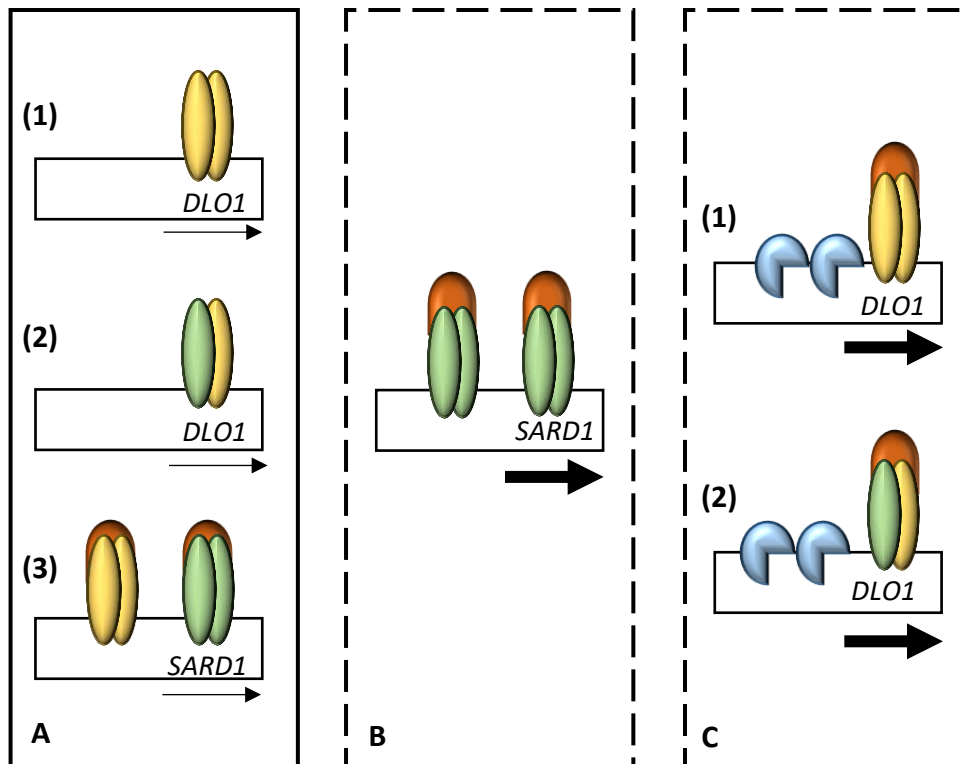 (1)
DLO1
(2)
DLO1
(3)
SARD1
A
SARD1
B
(1)
DLO1
(2)
DLO1
C